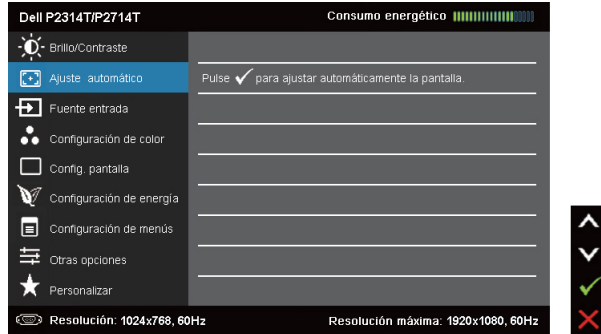 Dell P2314T/P2714T
Consumo energético
Brillo/Contraste
Ajuste automático
Pulse ✓ para ajustar automáticamente la pantalla.
Fuente entrada
Configuración de color
Config. pantalla
Configuración de energía
Configuración de menús
Otras opciones
Personalizar
Resolución: 1024x768, 60Hz
Resolución máxima: 1920x1080, 60Hz